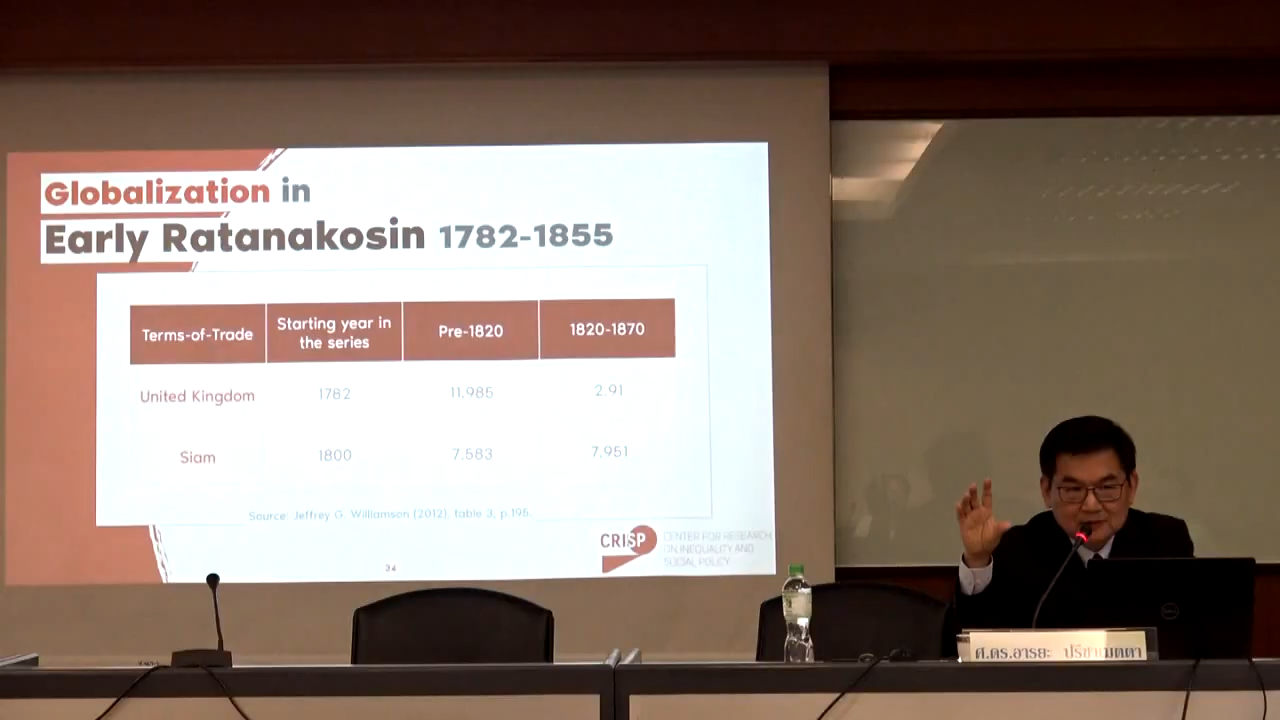 Globalization in
Early Ratanakosin 1782-1855
Terms-of-Trade
Starting year in
the series
Pre-1820
1820-1870
United Kingdom
1782
11.985
2.91
Siam
1800
7.583
7.951
Source: Jeffrey G. Williamson (2012), table 3, p.195.
CRISP
CENTER FOR RESEARCH
ON INEQUALITY AND
SOCIAL POLICY
34
DELL
ศ.ดร.อารยะ ปรีชาเมตตา